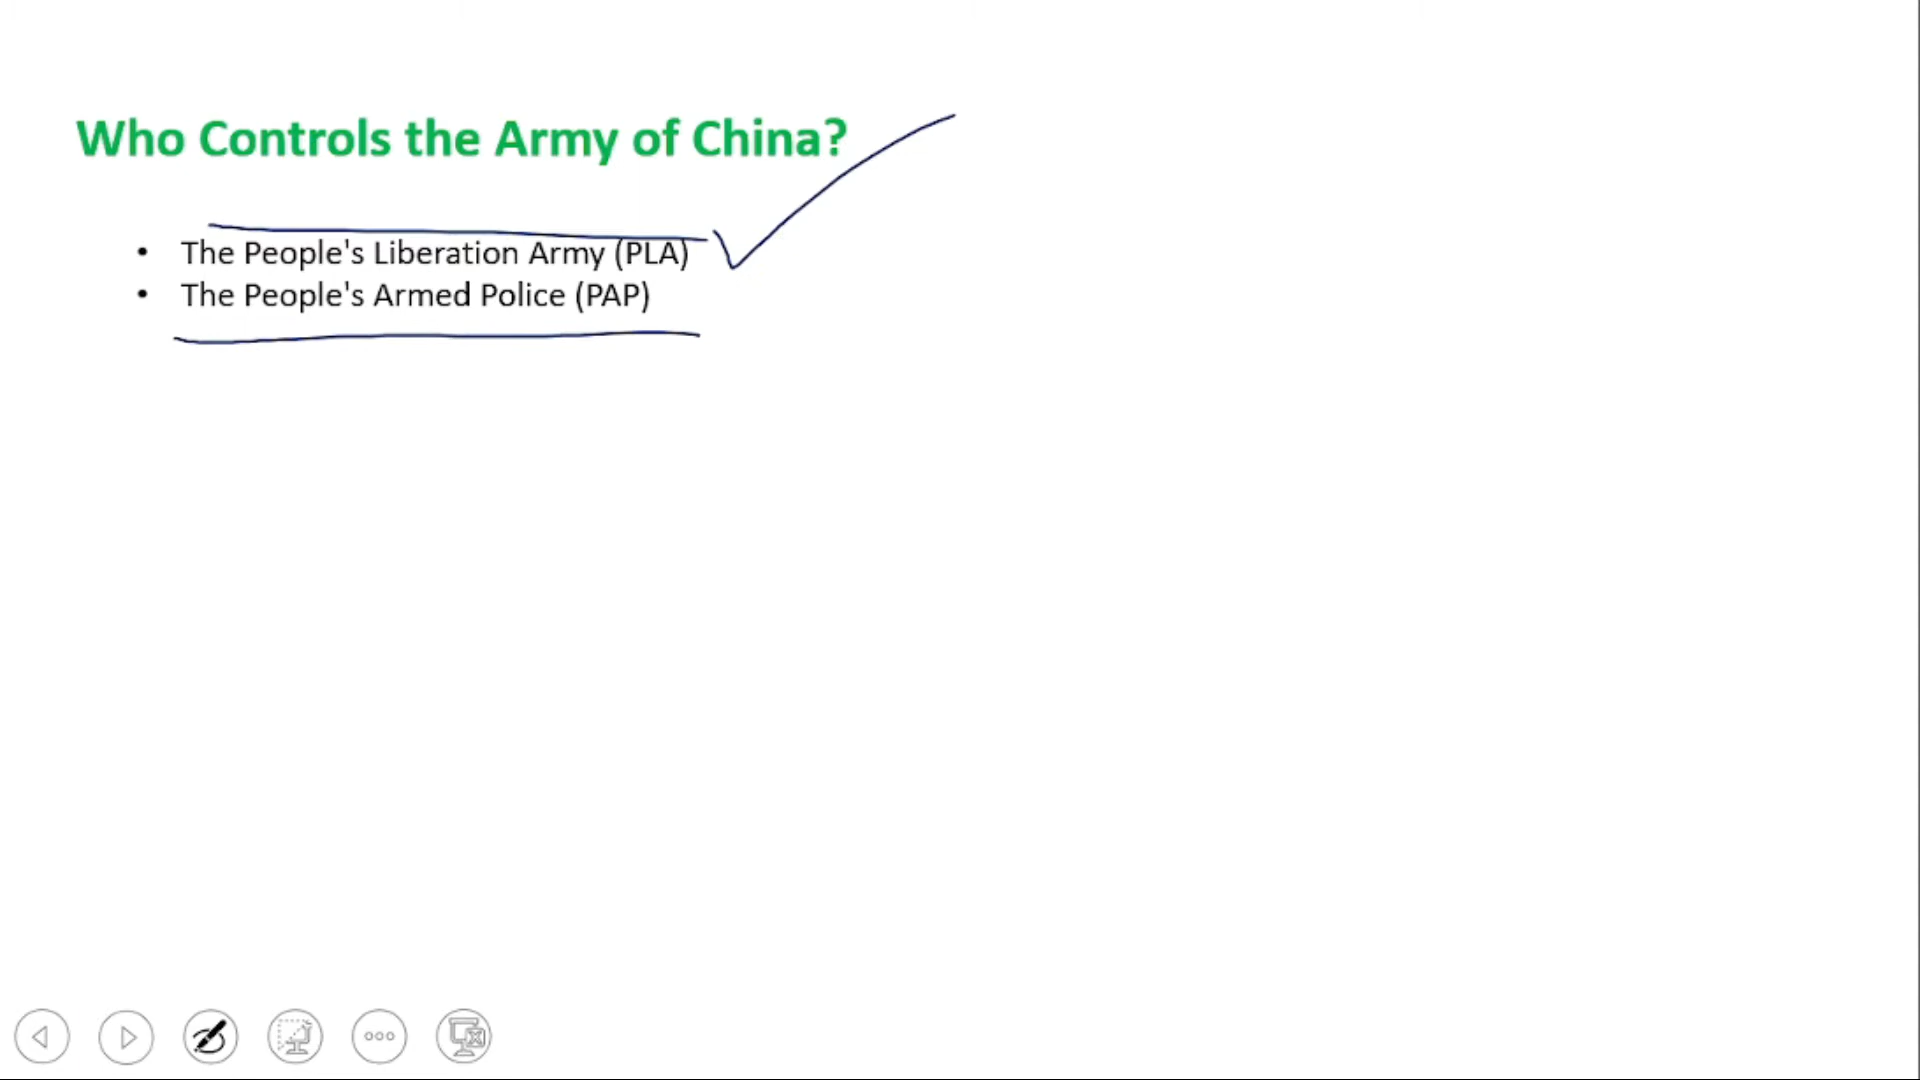 Who Controls the Army of China?
• The People's Liberation Army (PLA)
• The People's Armed Police (PAP)